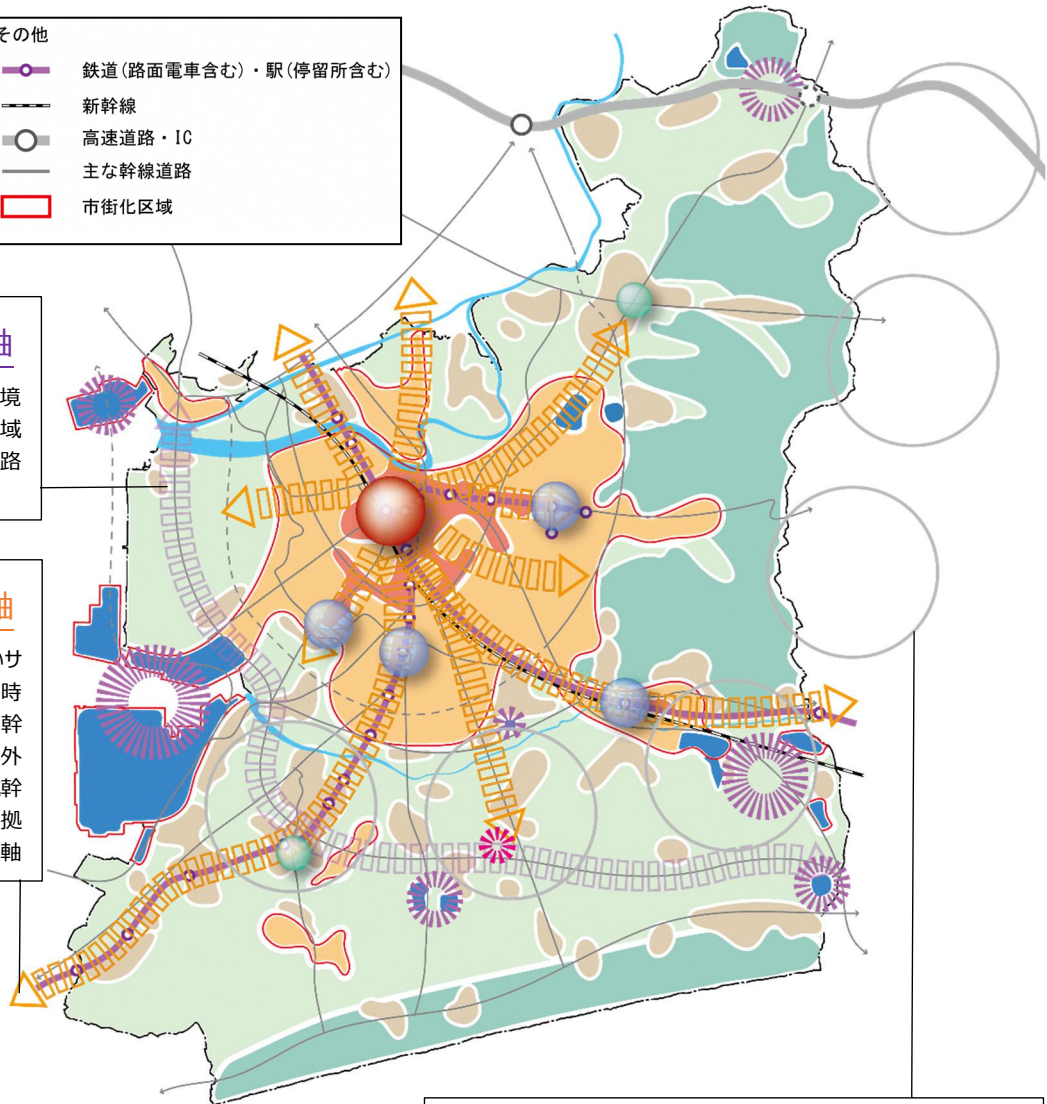 その他
鉄道(路面電車含む)・駅(停留所含む)
新幹線
高速道路・IC
主な幹線道路
市街化区域
軸
境
域
路
軸
いサ
時
幹
外
幹
拠
軸